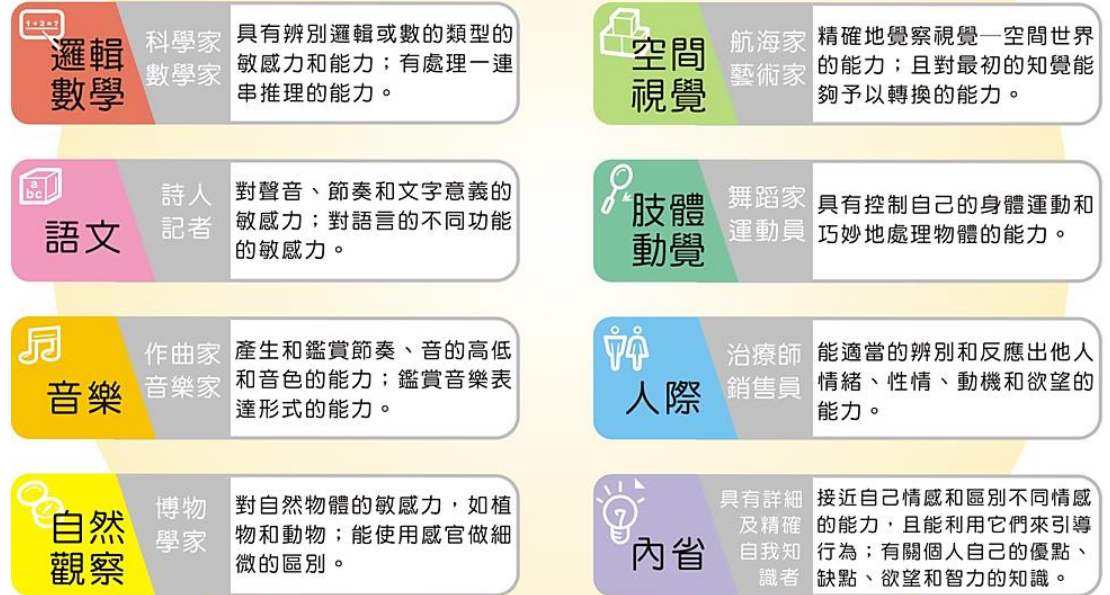 1+2=?
邏輯
數學
科學家
數學家
具有辨別邏輯或數的類型的
敏感力和能力；有處理一連
串推理的能力。
空間
視覺
航海家
藝術家
精確地覺察視覺─空間世界
的能力；且對最初的知覺能
夠予以轉換的能力。
a
bc
語文
詩人
記者
對聲音、節奏和文字意義的
敏感力；對語言的不同功能
的敏感力。
肢體
動覺
舞蹈家
運動員
具有控制自己的身體運動和
巧妙地處理物體的能力。
音樂
作曲家
音樂家
產生和鑑賞節奏、音的高低
和音色的能力；鑑賞音樂表
達形式的能力。
人際
治療師
銷售員
能適當的辨別和反應出他人
情緒、性情、動機和欲望的
能力。
自然
觀察
博物
學家
對自然物體的敏感力，如植
物和動物；能使用感官做細
微的區別。
內省
具有詳細
及精確
自我知
識者
接近自己情感和區別不同情感
的能力，且能利用它們來引導
行為；有關個人自己的優點、
缺點、欲望和智力的知識。